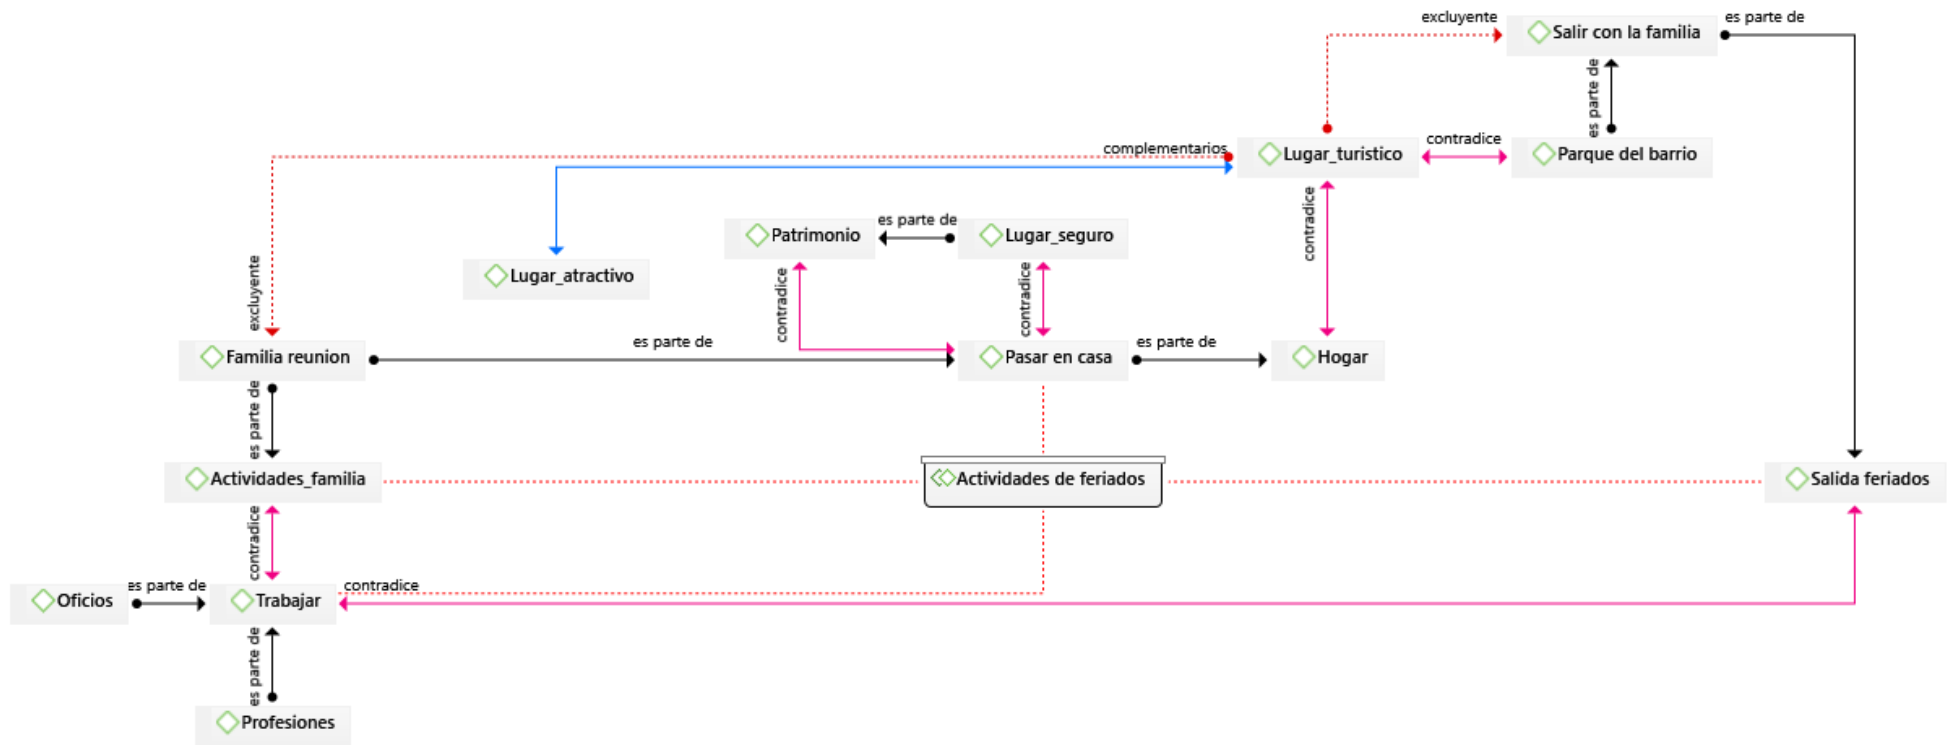 excluyente
Salir con la familia
es parte de
es parte de
complementarios
Lugar_turistico
contradice
Parque del barrio
Patrimonio
es parte de
Lugar_seguro
contradice
Lugar_atractivo
excluyente
contradice
contradice
Familia reunion
es parte de
Pasar en casa
es parte de
Hogar
es parte de
Actividades_familia
Actividades de feriados
Salida feriados
contradice
Oficios
es parte de
Trabajar
contradice
es parte de
Profesiones